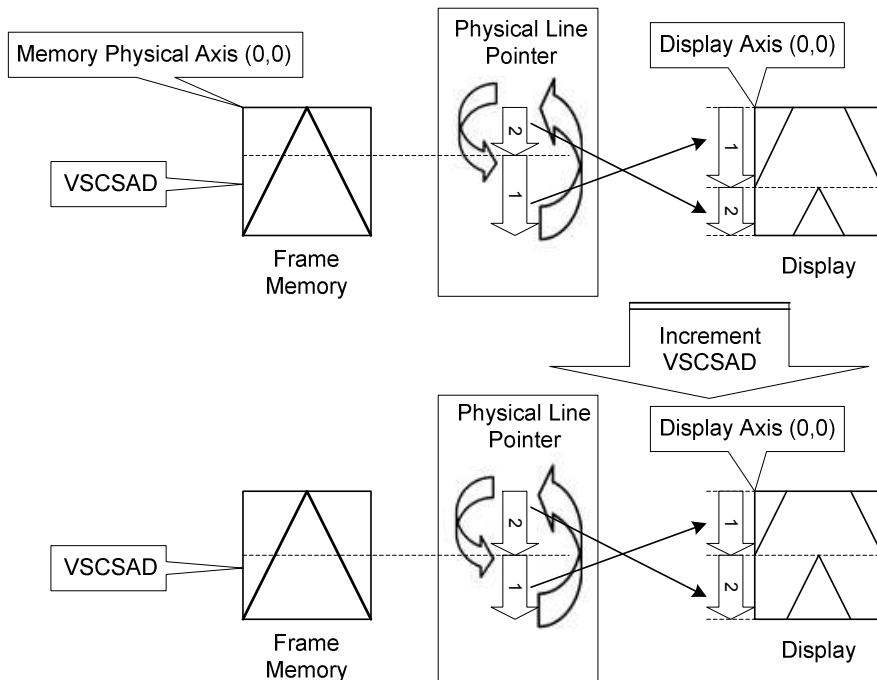 Memory Physical Axis (0,0)
Physical Line
Pointer
Display Axis (0,0)
VSCSAD
2
1
1
2
Frame
Memory
Display
Increment
VSCSAD
Physical Line
Pointer
Display Axis (0,0)
VSCSAD
2
1
1
2
Frame
Memory
Display